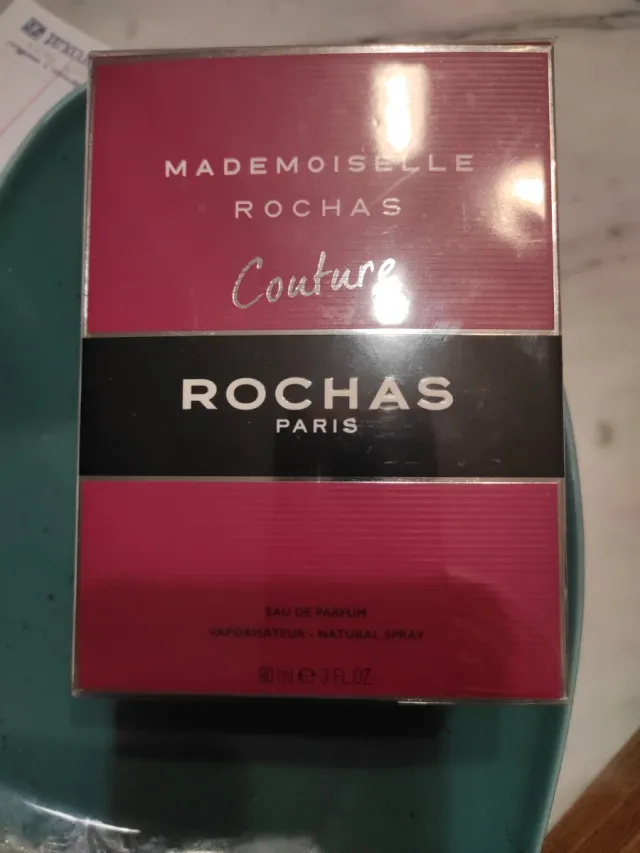 MADEMOISELLE
ROCHAS
Couture
ROCHAS
PARIS
EAU DE PARFUM
VAPORISATEUR - NATURAL SPRAY
90 ml ℮ 3 FL.OZ.